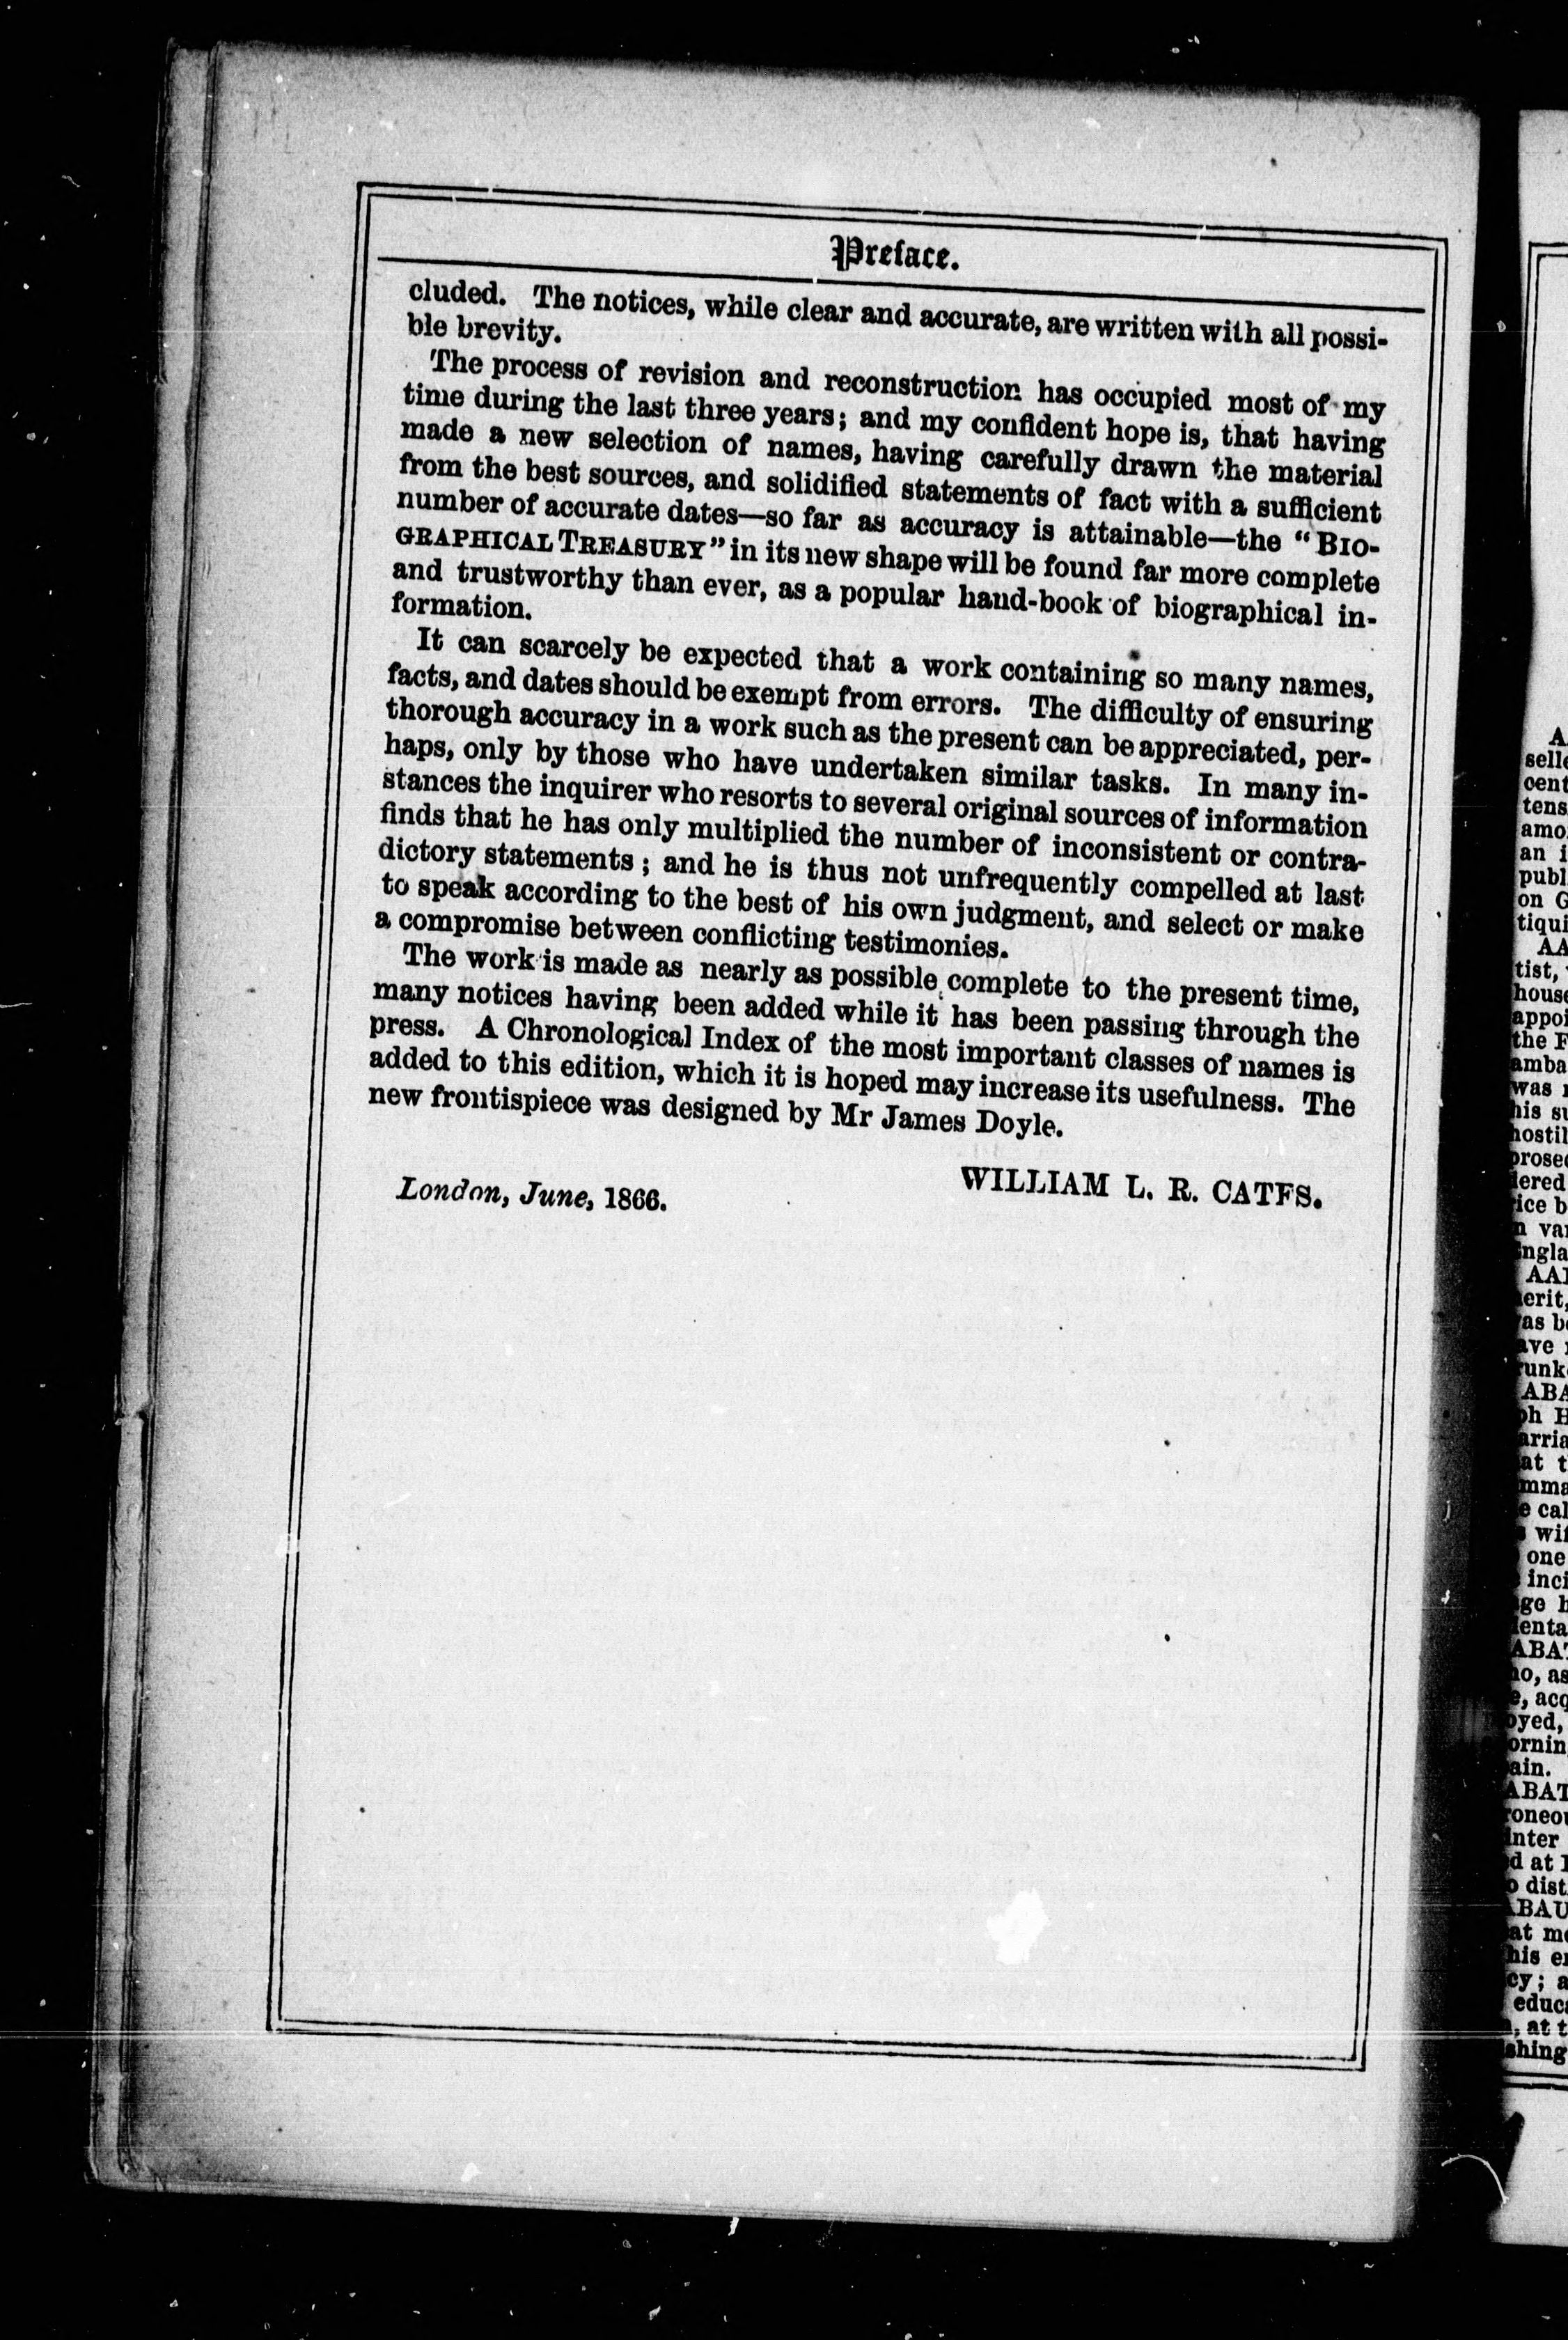 Preface.
cluded. The notices, while clear and accurate, are written with all possi-
ble brevity.
The process of revision and reconstruction has occupied most of my
time during the last three years; and my confident hope is, that having
made a new selection of names, having carefully drawn the material
from the best sources, and solidified statements of fact with a sufficient
number of accurate dates—so far as accuracy is attainable—the "BIO-
GRAPHICAL TREASURY" in its new shape will be found far more complete
and trustworthy than ever, as a popular hand-book of biographical in-
formation.
It can scarcely be expected that a work containing so many names,
facts, and dates should be exempt from errors. The difficulty of ensuring
thorough accuracy in a work such as the present can be appreciated, per-
haps, only by those who have undertaken similar tasks. In many in-
stances the inquirer who resorts to several original sources of information
finds that he has only multiplied the number of inconsistent or contra-
dictory statements; and he is thus not unfrequently compelled at last
to speak according to the best of his own judgment, and select or make
a compromise between conflicting testimonies.
The work is made as nearly as possible complete to the present time,
many notices having been added while it has been passing through the
press. A Chronological Index of the most important classes of names is
added to this edition, which it is hoped may increase its usefulness. The
new frontispiece was designed by Mr James Doyle.
WILLIAM L. R. CATES.
London, June, 1866.